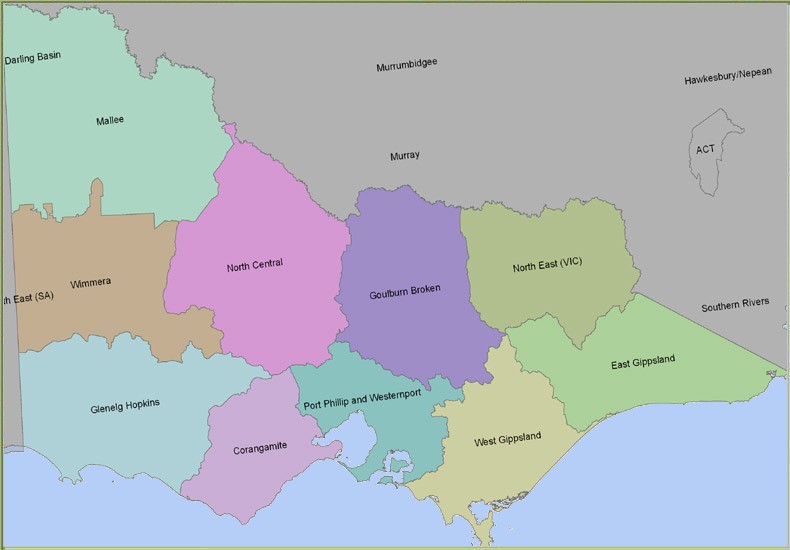 Darling Basin
Murrumbidgee
Hawkesbury/Nepean
Mallee
ACT
Murray
North Central
North East (VIC)
Wimmera
Goulburn Broken
th East (SA)
Southern Rivers
East Gippsland
Glenelg Hopkins
Port Phillip and Westernport
West Gippsland
Corangamite